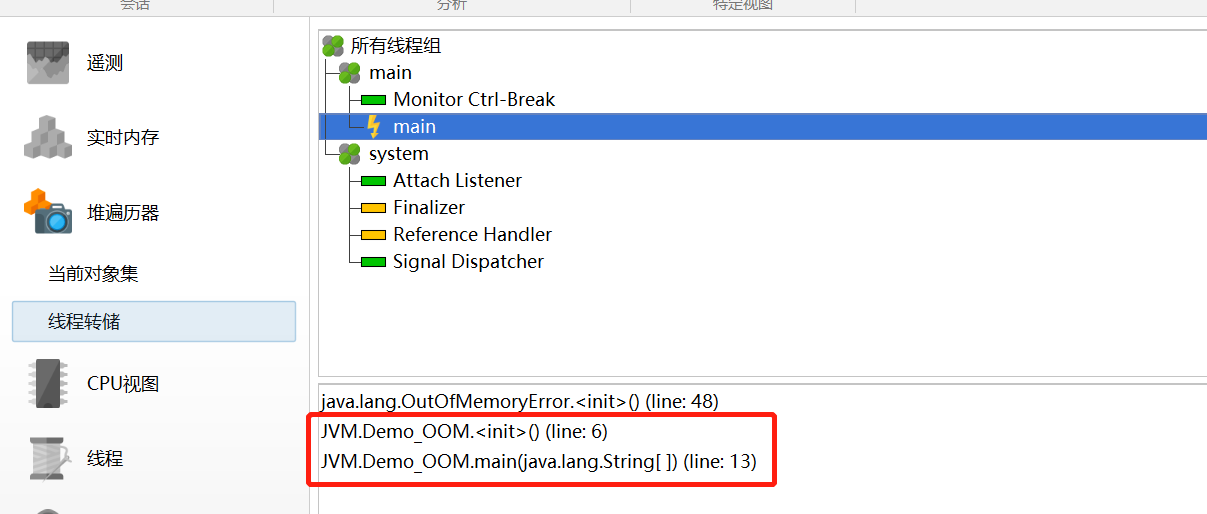 会话
分析
特定视图
遥测
实时内存
堆遍历器
当前对象集
线程转储
CPU视图
线程
所有线程组
main
Monitor Ctrl-Break
main
system
Attach Listener
Finalizer
Reference Handler
Signal Dispatcher
java.lang.OutOfMemoryError.<init>() (line: 48)
JVM.Demo_OOM.<init>() (line: 6)
JVM.Demo_OOM.main(java.lang.String[ ]) (line: 13)